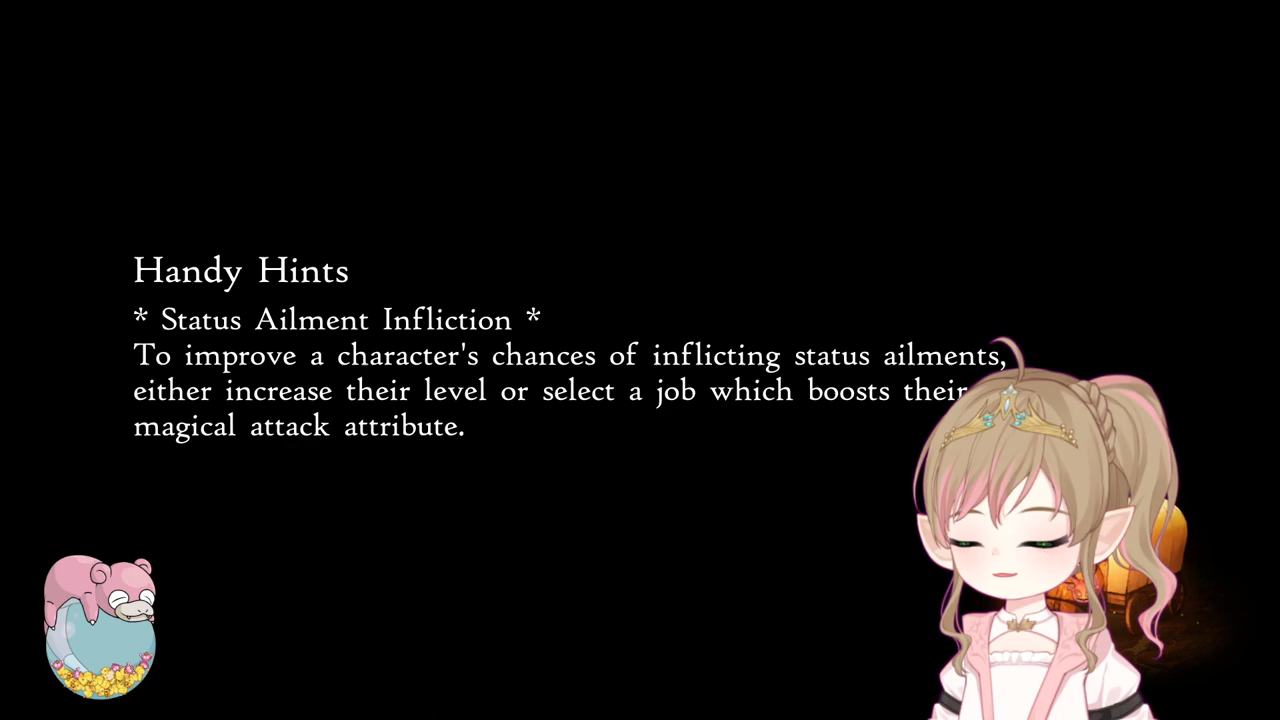 Handy Hints
* Status Ailment Infliction *
To improve a character's chances of inflicting status ailments,
either increase their level or select a job which boosts their
magical attack attribute.